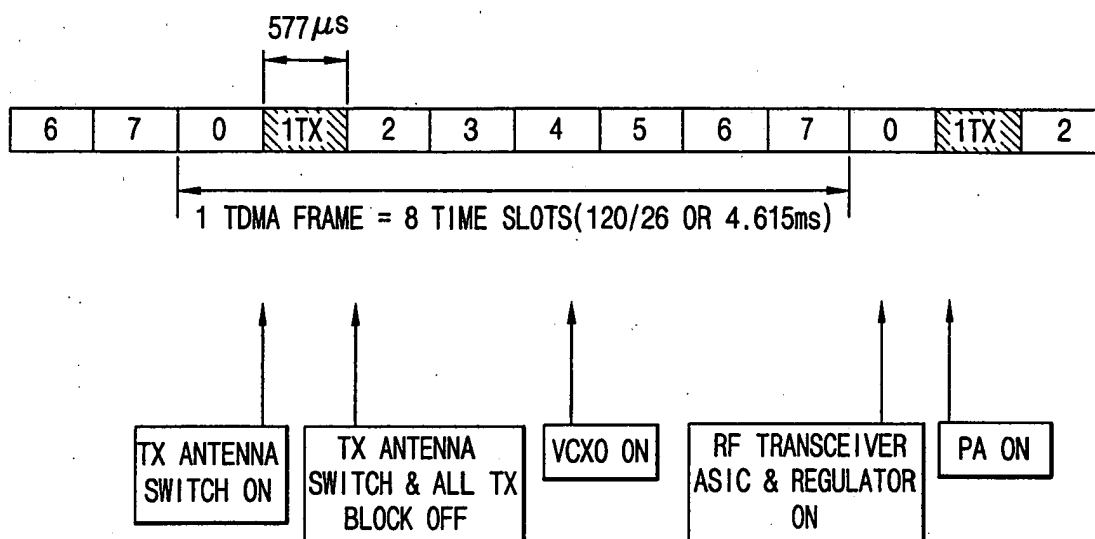 577μs
6 7 0 1TX 2 3 4 5 6 7 0 1TX 2
1 TDMA FRAME = 8 TIME SLOTS(120/26 OR 4.615ms)
TX ANTENNA
SWITCH ON
TX ANTENNA
SWITCH & ALL TX
BLOCK OFF
VCXO ON
RF TRANSCEIVER
ASIC & REGULATOR
ON
PA ON